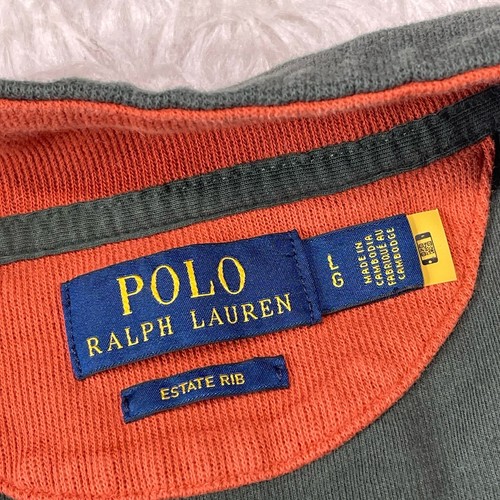 POLO
RALPH LAUREN
ESTATE RIB
L
G
MADE IN
CAMBODIA
FABRIQUÉ AU
CAMBODGE